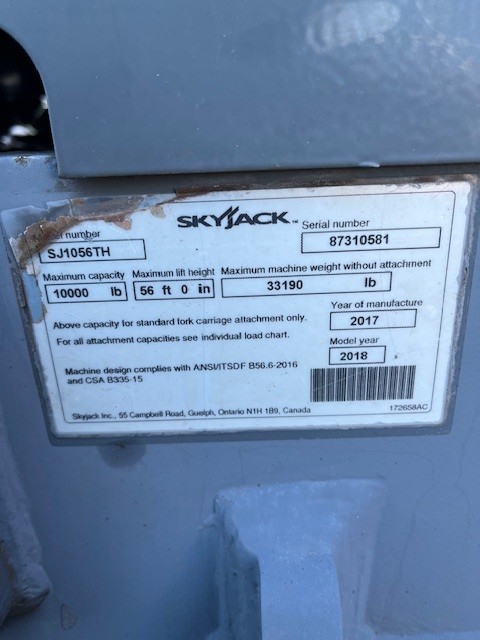 SKYJACK™
number Serial number
SJ1056TH 87310581
Maximum capacity Maximum lift height Maximum machine weight without attachment
10000 lb 56 ft 0 in 33190 lb
Above capacity for standard fork carriage attachment only.
For all attachment capacities see individual load chart.
Year of manufacture
2017
Model year
2018
Machine design complies with ANSI/ITSDF B56.6-2016
and CSA B335-15
Skyjack Inc., 55 Campbell Road, Guelph, Ontario N1H 1B9, Canada
172658AC